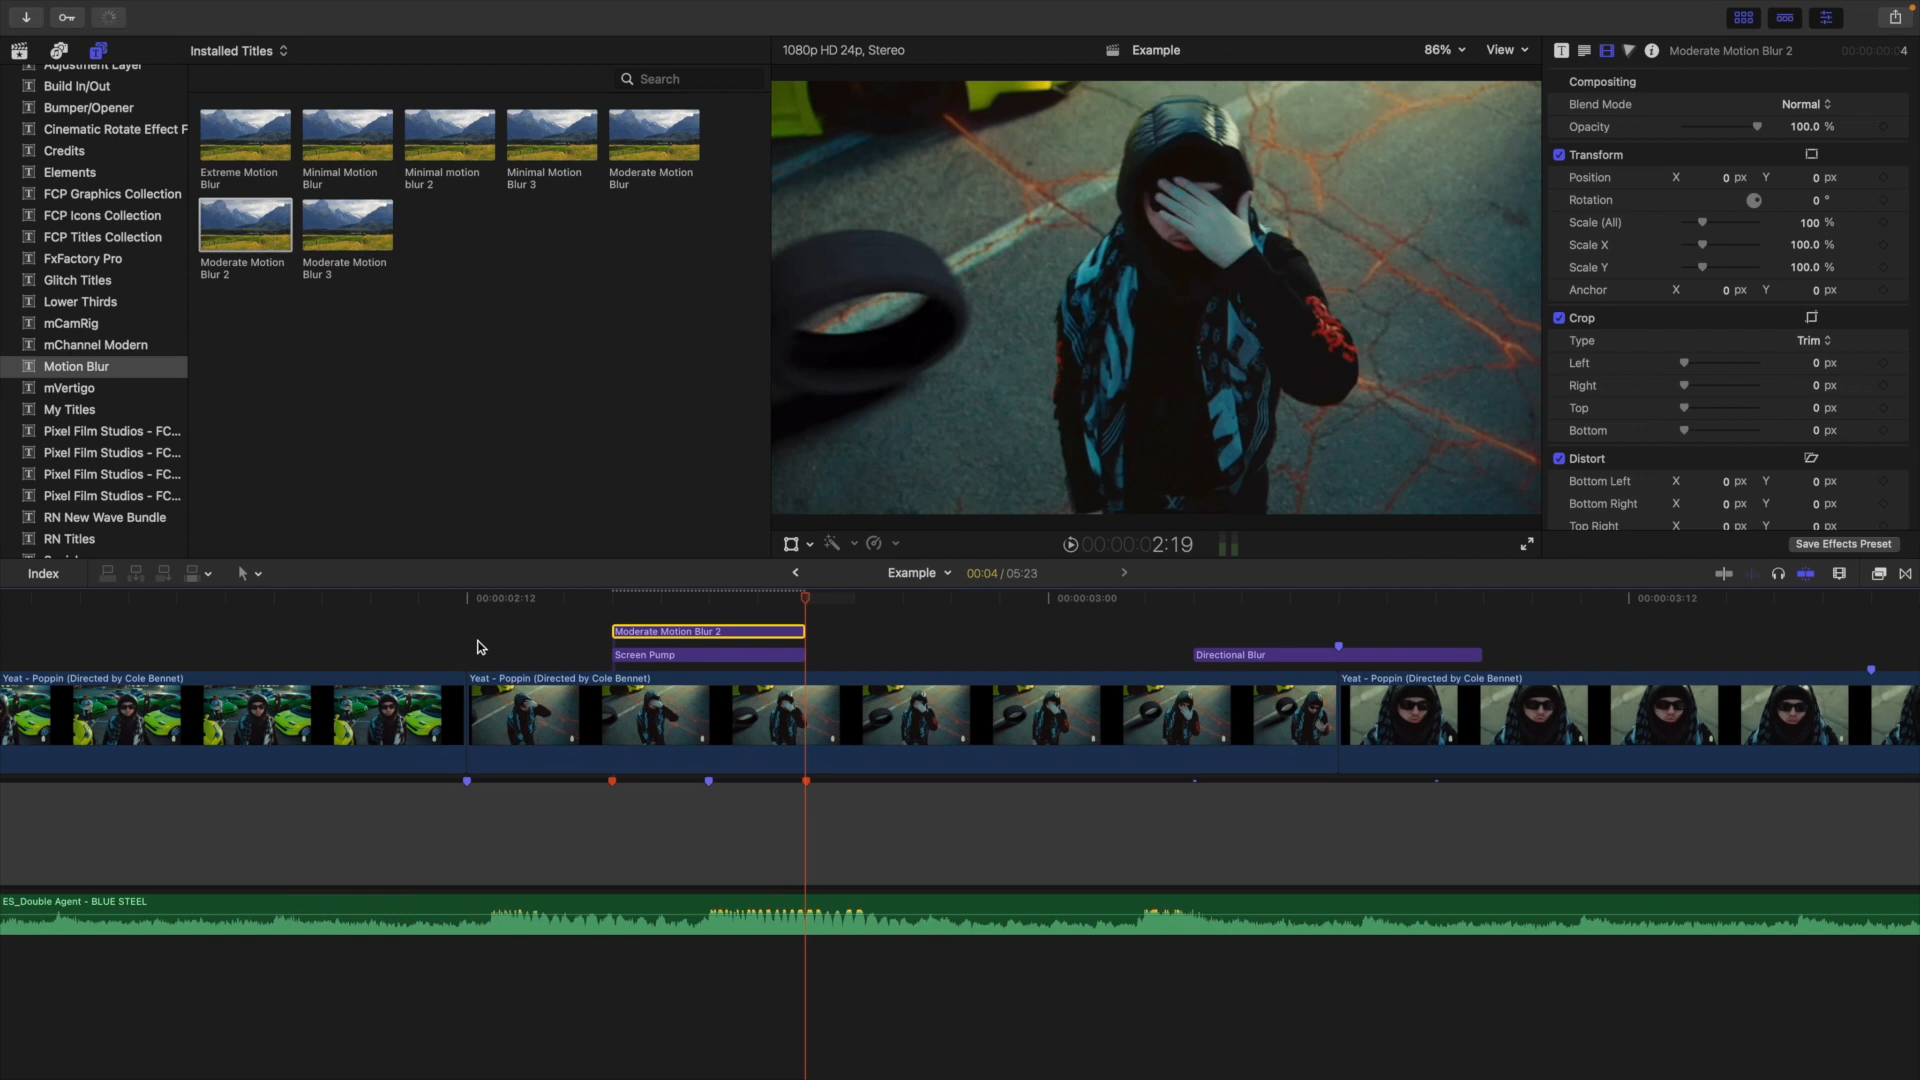 Installed Titles
1080p HD 24p, Stereo
Example
86%
View
Moderate Motion Blur 2
00:00:00:04
Adjustment Layer
Build In/Out
Bumper/Opener
Cinematic Rotate Effect F
Credits
Elements
FCP Graphics Collection
FCP Icons Collection
FCP Titles Collection
FxFactory Pro
Glitch Titles
Lower Thirds
mCamRig
mChannel Modern
Motion Blur
mVertigo
My Titles
Pixel Film Studios - FC...
Pixel Film Studios - FC...
Pixel Film Studios - FC...
Pixel Film Studios - FC...
RN New Wave Bundle
RN Titles
Search
Extreme Motion
Blur
Minimal Motion
Blur
Minimal motion
blur 2
Minimal Motion
Blur 3
Moderate Motion
Blur
Moderate Motion
Blur 2
Moderate Motion
Blur 3
Compositing
Blend Mode Normal
Opacity 100.0 %
Transform
Position X 0 px Y 0 px
Rotation 0 °
Scale (All) 100 %
Scale X 100.0 %
Scale Y 100.0 %
Anchor X 0 px Y 0 px
Crop
Type Trim
Left 0 px
Right 0 px
Top 0 px
Bottom 0 px
Distort
Bottom Left X 0 px Y 0 px
Bottom Right X 0 px Y 0 px
Top Right X 0 px Y 0 px
Save Effects Preset
00:00:02:19
Index
Example
00:04 / 05:23
00:00:02:12
00:00:03:00
00:00:03:12
Moderate Motion Blur 2
Screen Pump
Directional Blur
Yeat - Poppin (Directed by Cole Bennet)
Yeat - Poppin (Directed by Cole Bennet)
Yeat - Poppin (Directed by Cole Bennet)
ES_Double Agent - BLUE STEEL